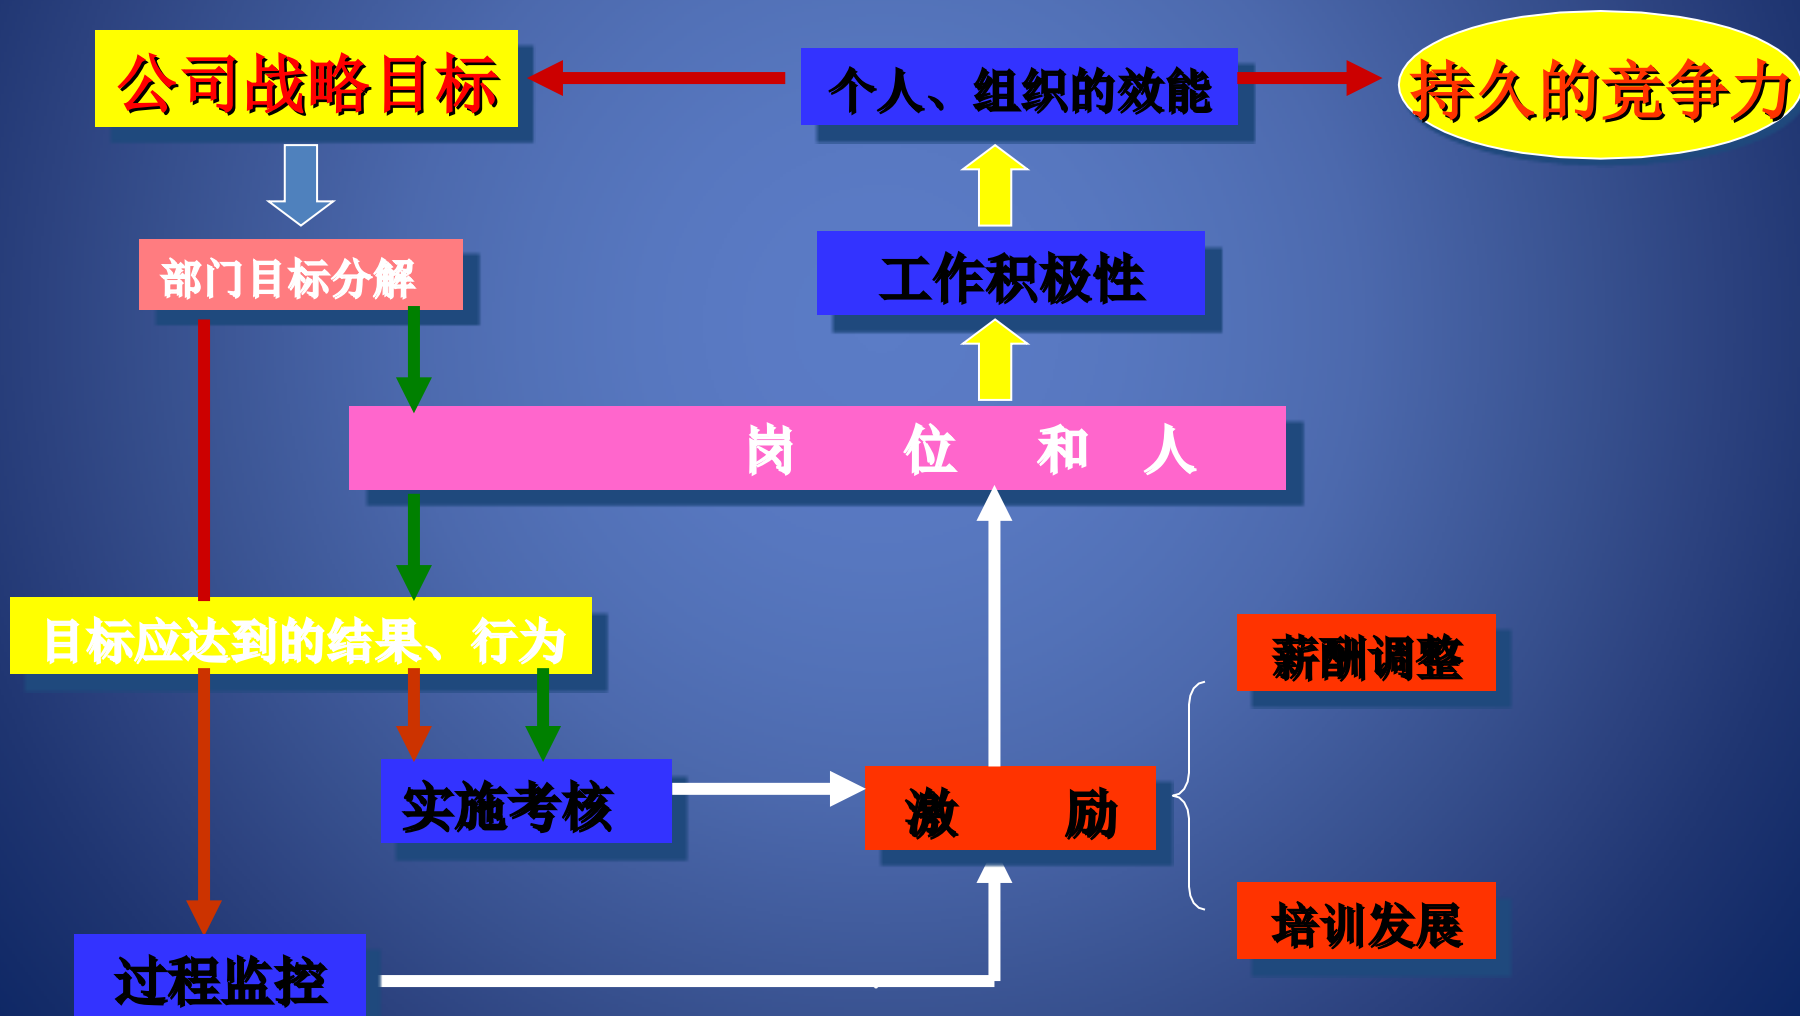 公司战略目标
个人、组织的效能
持久的竞争力
部门目标分解
工作积极性
岗 位 和 人
目标应达到的结果、行为
薪酬调整
实施考核
激 励
培训发展
过程监控